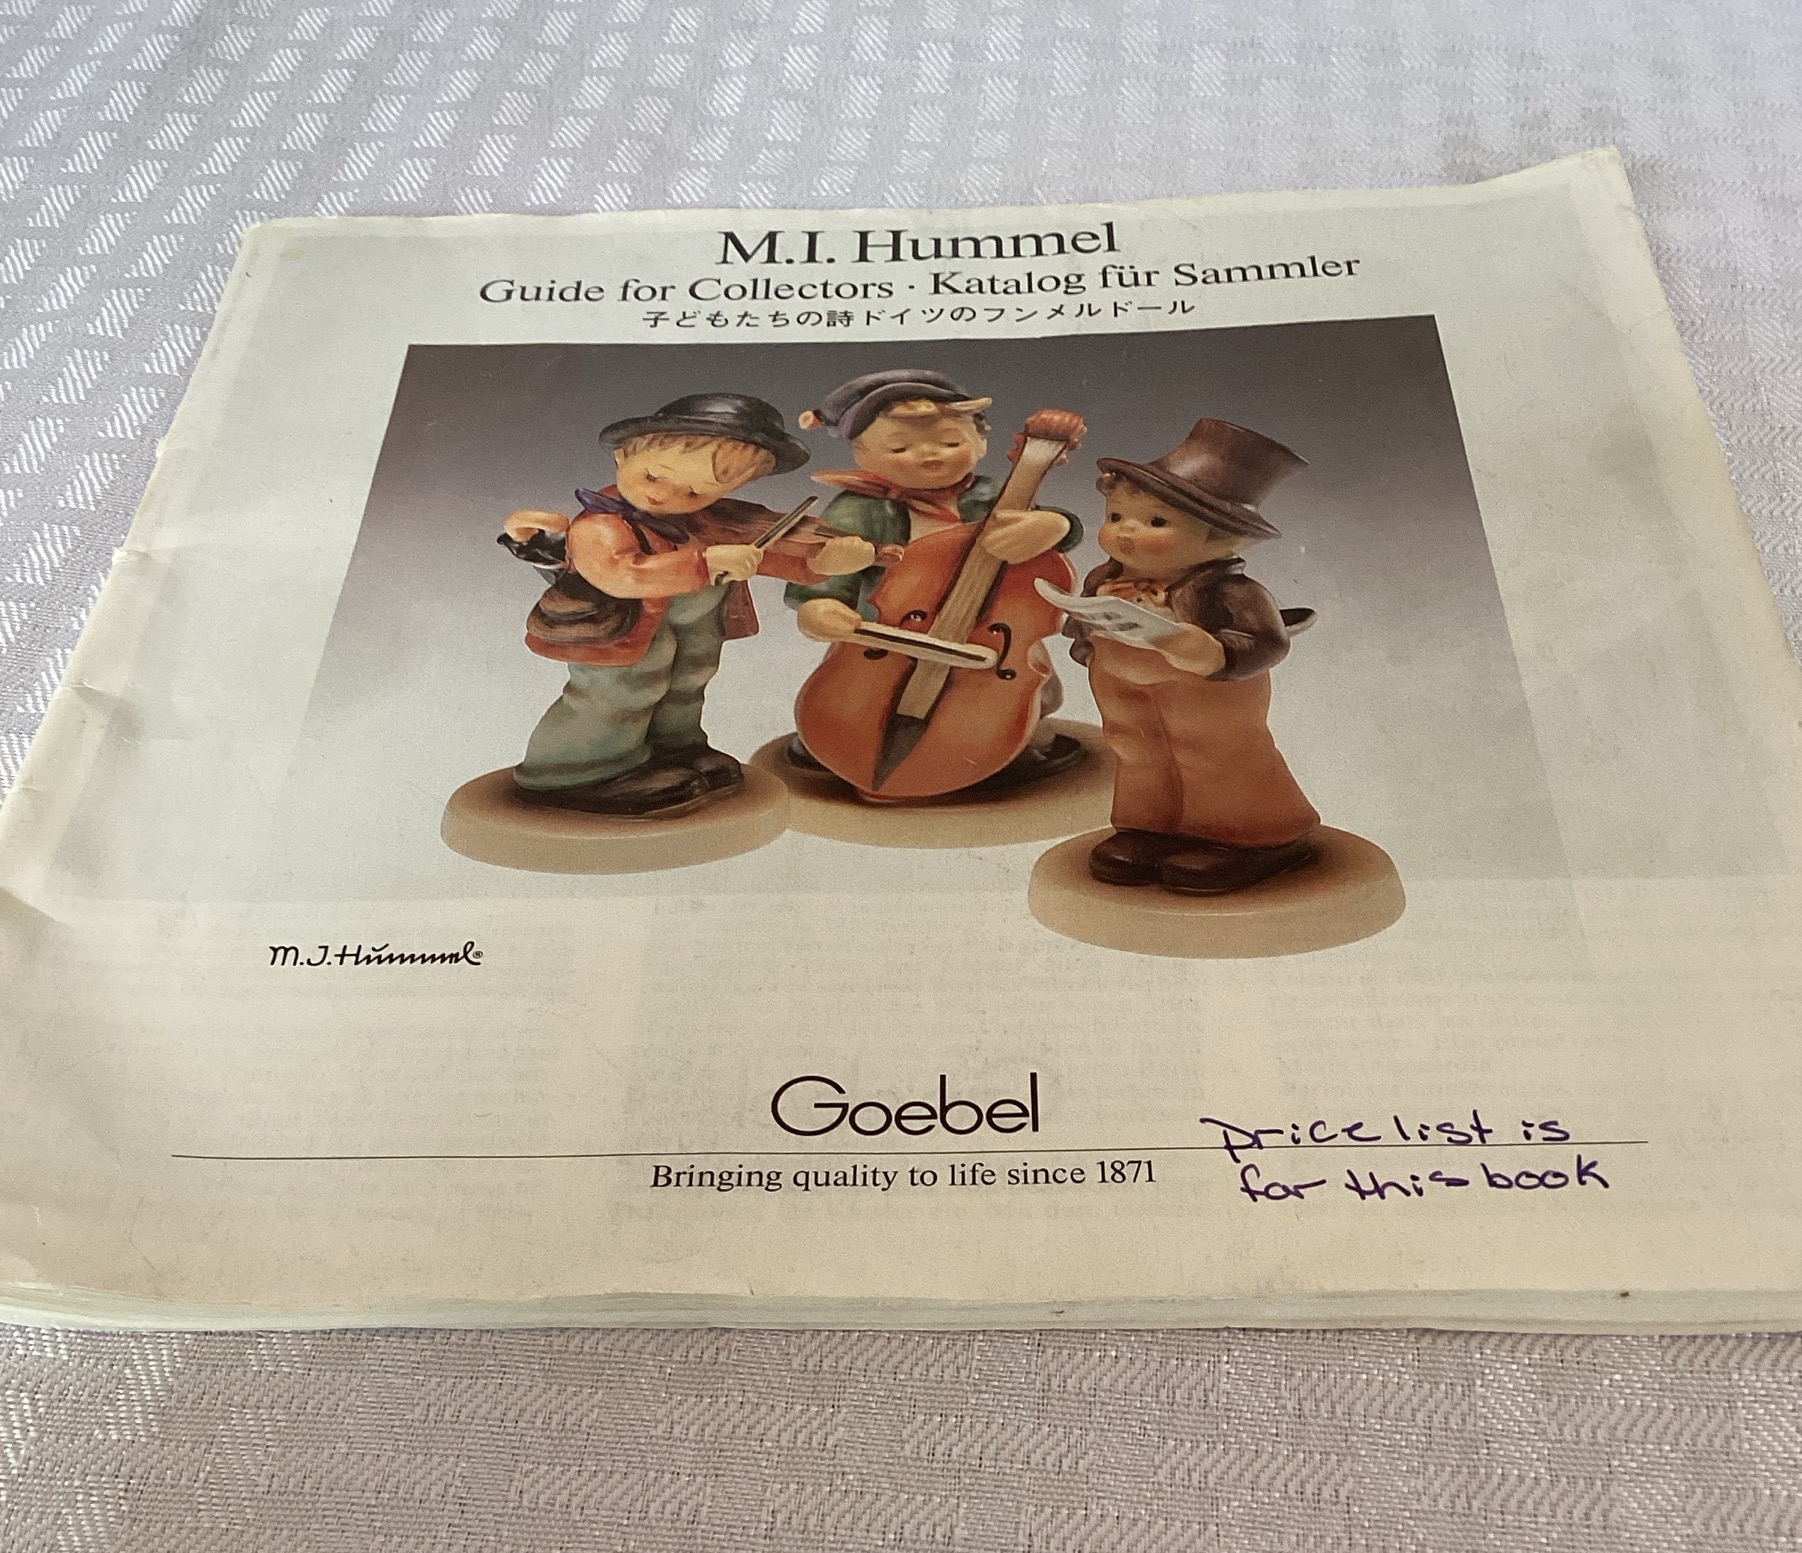 M.I. Hummel
Guide for Collectors · Katalog für Sammler
子どもたちの詩ドイツのフンメルドール
M.J.Hümmel®
Goebel
Bringing quality to life since 1871
price list is
for this book